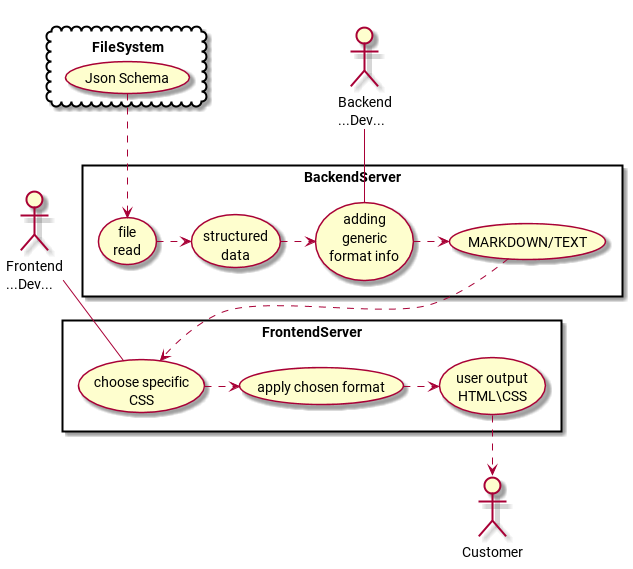 FileSystem
Json Schema
Backend
...Dev...
BackendServer
file
read
structured
data
adding
generic
format info
MARKDOWN/TEXT
Frontend
...Dev...
FrontendServer
choose specific
CSS
apply chosen format
user output
HTML\CSS
Customer